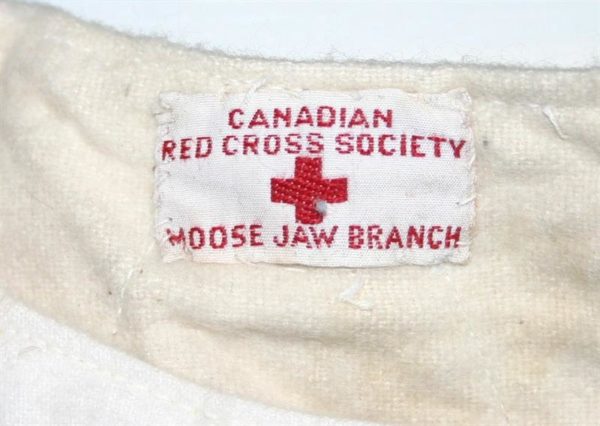 CANADIAN
RED CROSS SOCIETY
MOOSE JAW BRANCH